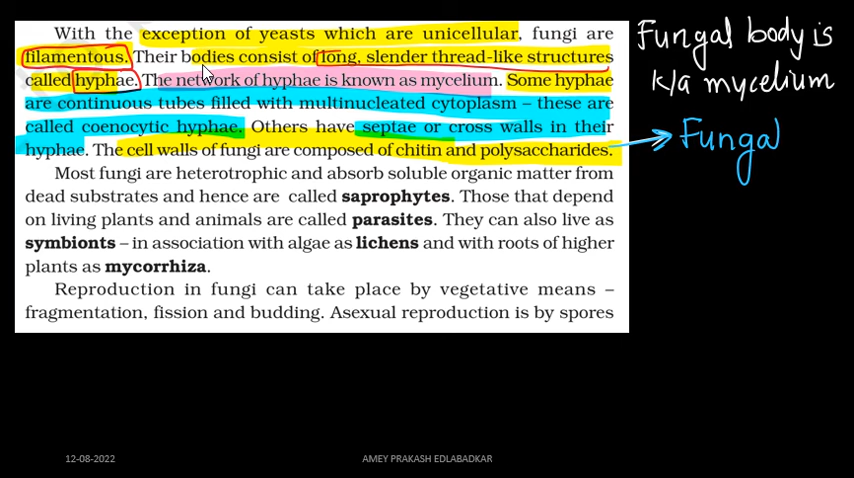 With the exception of yeasts which are unicellular, fungi are
filamentous. Their bodies consist of long, slender thread-like structures
called hyphae. The network of hyphae is known as mycelium. Some hyphae
are continuous tubes filled with multinucleated cytoplasm – these are
called coenocytic hyphae. Others have septae or cross walls in their
hyphae. The cell walls of fungi are composed of chitin and polysaccharides.
Most fungi are heterotrophic and absorb soluble organic matter from
dead substrates and hence are called saprophytes. Those that depend
on living plants and animals are called parasites. They can also live as
symbionts – in association with algae as lichens and with roots of higher
plants as mycorrhiza.
Reproduction in fungi can take place by vegetative means –
fragmentation, fission and budding. Asexual reproduction is by spores
Fungal body is
k/a mycelium
Fungal
12-08-2022
AMEY PRAKASH EDLABADKAR